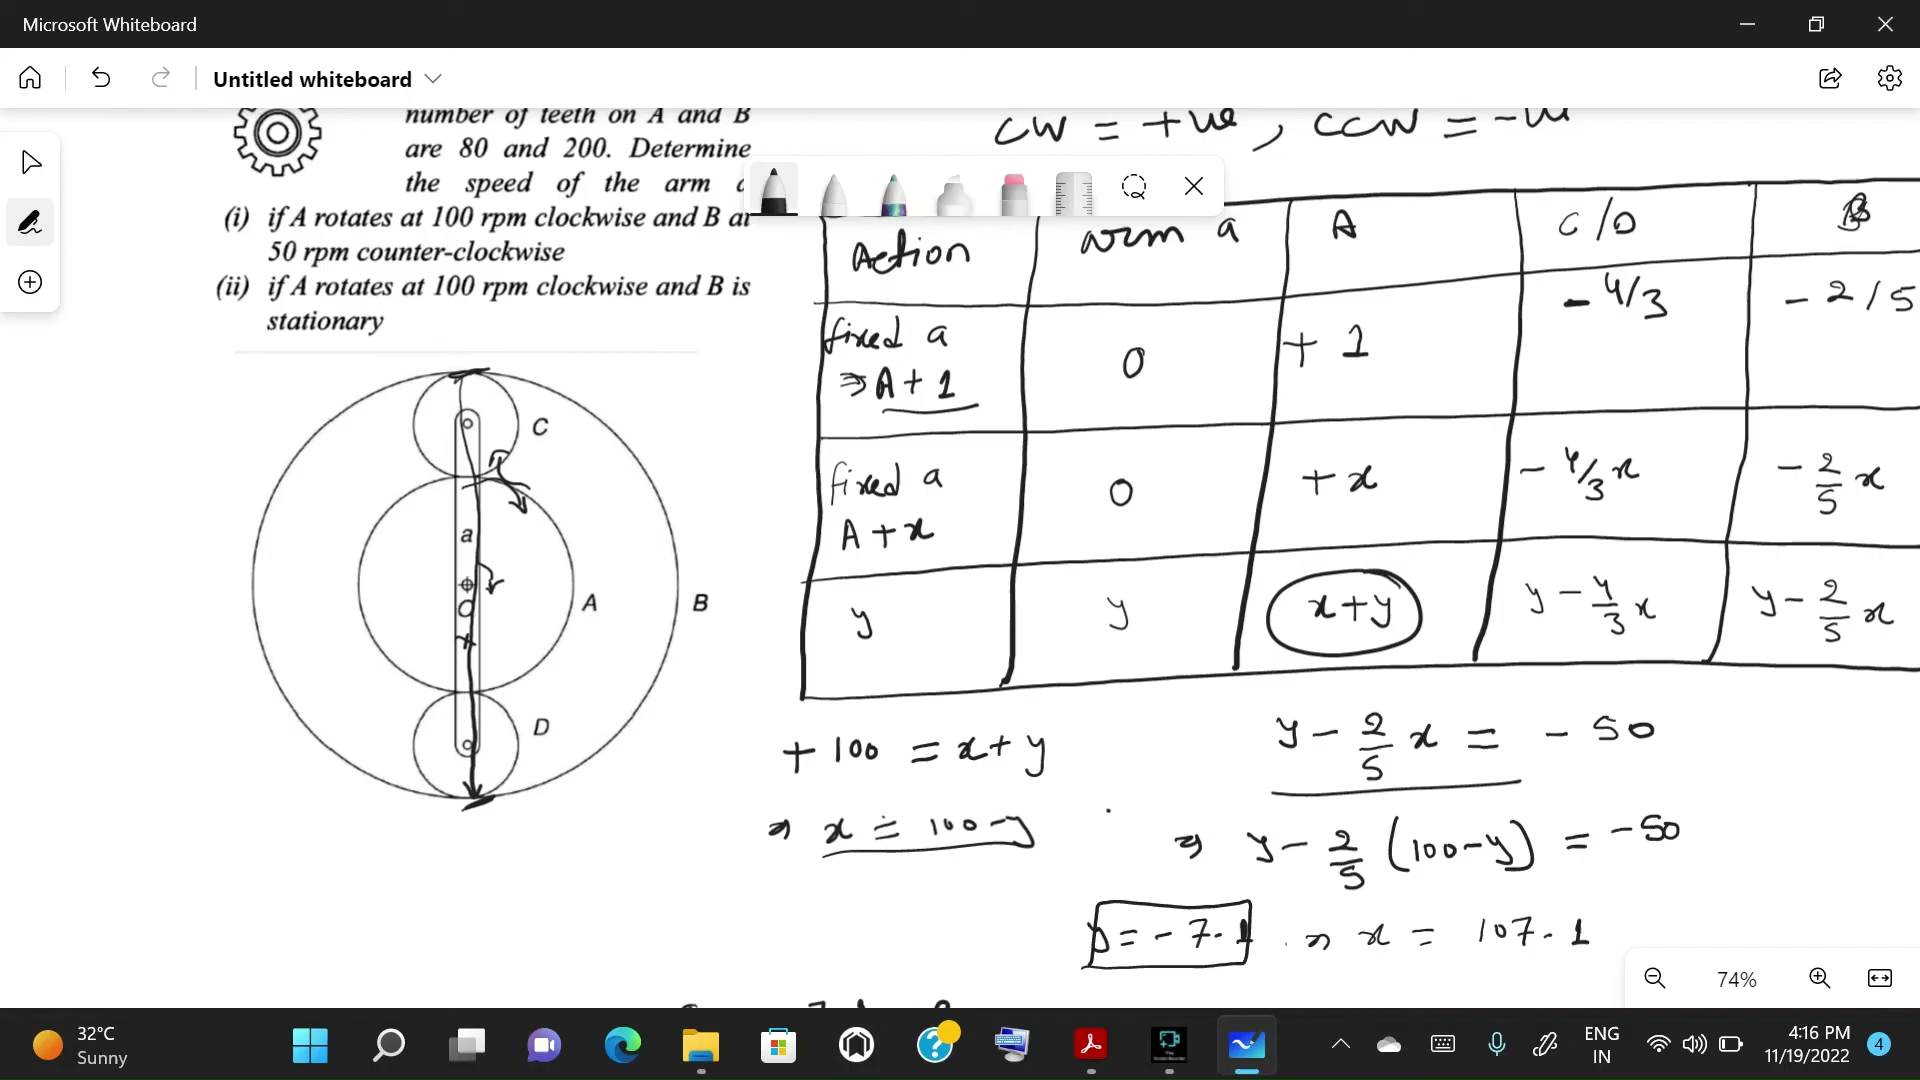 Microsoft Whiteboard
Untitled whiteboard
number of teeth on A and B
are 80 and 200. Determine
the speed of the arm
(i) if A rotates at 100 rpm clockwise and B at
50 rpm counter-clockwise
(ii) if A rotates at 100 rpm clockwise and B is
stationary
C
a
O
A
B
D
CW = +ve , CCW = -ve
Action arm a A C/D B
fixed a
⇒ A + 1
0 + 1 - 4/3 - 2/5
fixed a
A + x
0 + x - 4/3 x - 2/5 x
y y x+y y - 4/3 x y - 2/5 x
+ 100 = x + y
⇒ x = 100 - y
y - 2/5 x = - 50
⇒ y - 2/5 (100-y) = -50
y = - 7.1 ⇒ x = 107.1
74%
32°C
Sunny
ENG
IN
4:16 PM
11/19/2022
4